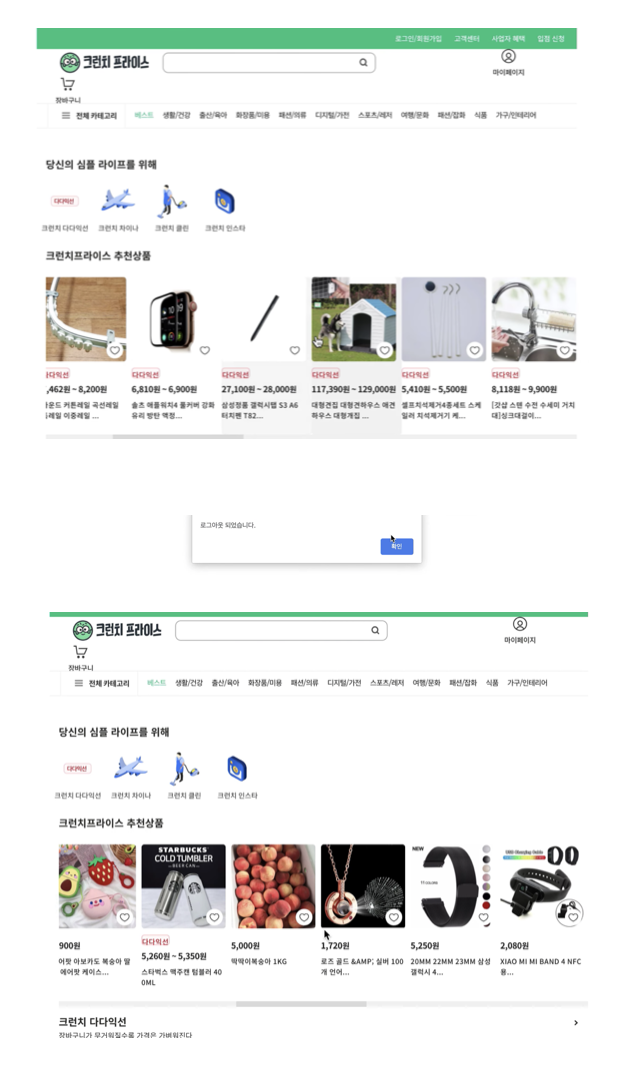 로그인/회원가입 고객센터 사업자 혜택 입점 신청
크런치 프라이스
마이페이지
장바구니
전체 카테고리 베스트 생활/건강 출산/육아 화장품/미용 패션/의류 디지털/가전 스포츠/레저 여행/문화 패션/잡화 식품 가구/인테리어
당신의 심플 라이프를 위해
다다익선
크런치 다다익선 크런치 차이나 크런치 클린 크런치 인스타
크런치프라이스 추천상품
다다익선 다다익선 다다익선 다다익선 다다익선
,462원 ~ 8,200원 6,810원 ~ 6,900원 27,100원 ~ 28,000원 117,390원 ~ 129,000원 5,410원 ~ 5,500원 8,118원 ~ 9,900원
운드 커튼레일 곡선레일 슬츠 애플워치4 풀커버 강화 삼성정품 갤럭시탭 S3 A6 대형견집 대형견하우스 애견 셀프치석제거4종세트 스케 [갓샵 스텐 수전 수세미 거치
레일 이중레일 ... 유리 방탄 액정... 터치펜 T82... 하우스 대형개집 ... 일러 치석제거기 케... 대]싱크대걸이...
로그아웃 되었습니다.
확인
크런치 프라이스
마이페이지
장바구니
전체 카테고리 베스트 생활/건강 출산/육아 화장품/미용 패션/의류 디지털/가전 스포츠/레저 여행/문화 패션/잡화 식품 가구/인테리어
당신의 심플 라이프를 위해
다다익선
크런치 다다익선 크런치 차이나 크런치 클린 크런치 인스타
크런치프라이스 추천상품
STARBUCKS
COLD TUMBLER
BEER CAN
NEW
11 colors
다다익선
900원 5,260원 ~ 5,350원 5,000원 1,720원 5,250원 2,080원
어팟 아보카도 복숭아 딸 스타벅스 맥주캔 텀블러 40 딱딱이복숭아 1KG 로즈 골드 &AMP; 실버 100 20MM 22MM 23MM 삼성 XIAO MI MI BAND 4 NFC
에어팟 케이스... 0ML 개 언어... 갤럭시 4... 용...
크런치 다다익선
장바구니가 무거워질수록 가격은 가벼워진다